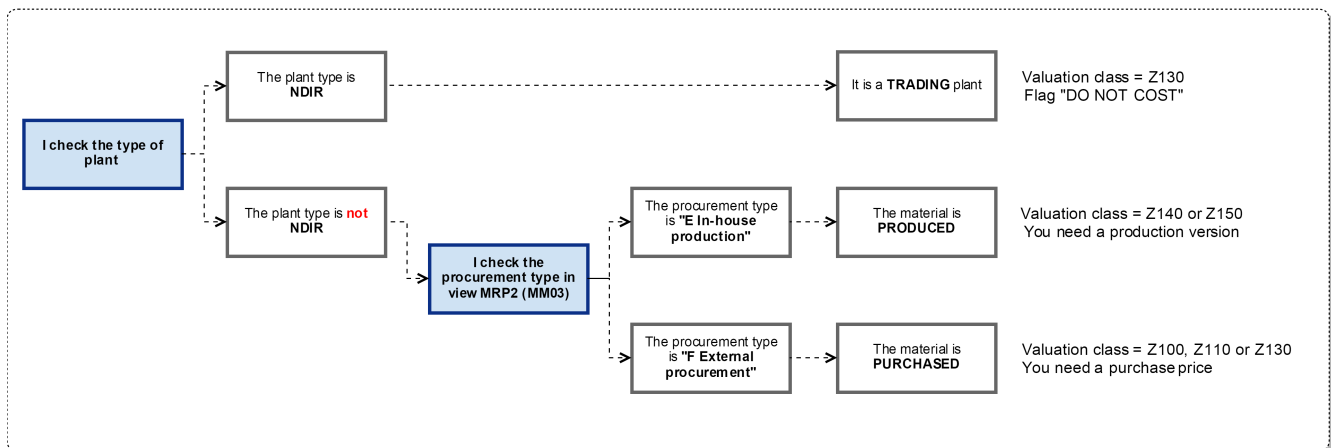 The plant type is
NDIR
It is a TRADING plant
Valuation class = Z130
Flag "DO NOT COST"
I check the type of
plant
The plant type is not
NDIR
The procurement type
is "E In-house
production"
The material is
PRODUCED
Valuation class = Z140 or Z150
You need a production version
I check the
procurement type in
view MRP2 (MM03)
The procurement type
is "F External
procurement"
The material is
PURCHASED
Valuation class = Z100, Z110 or Z130
You need a purchase price